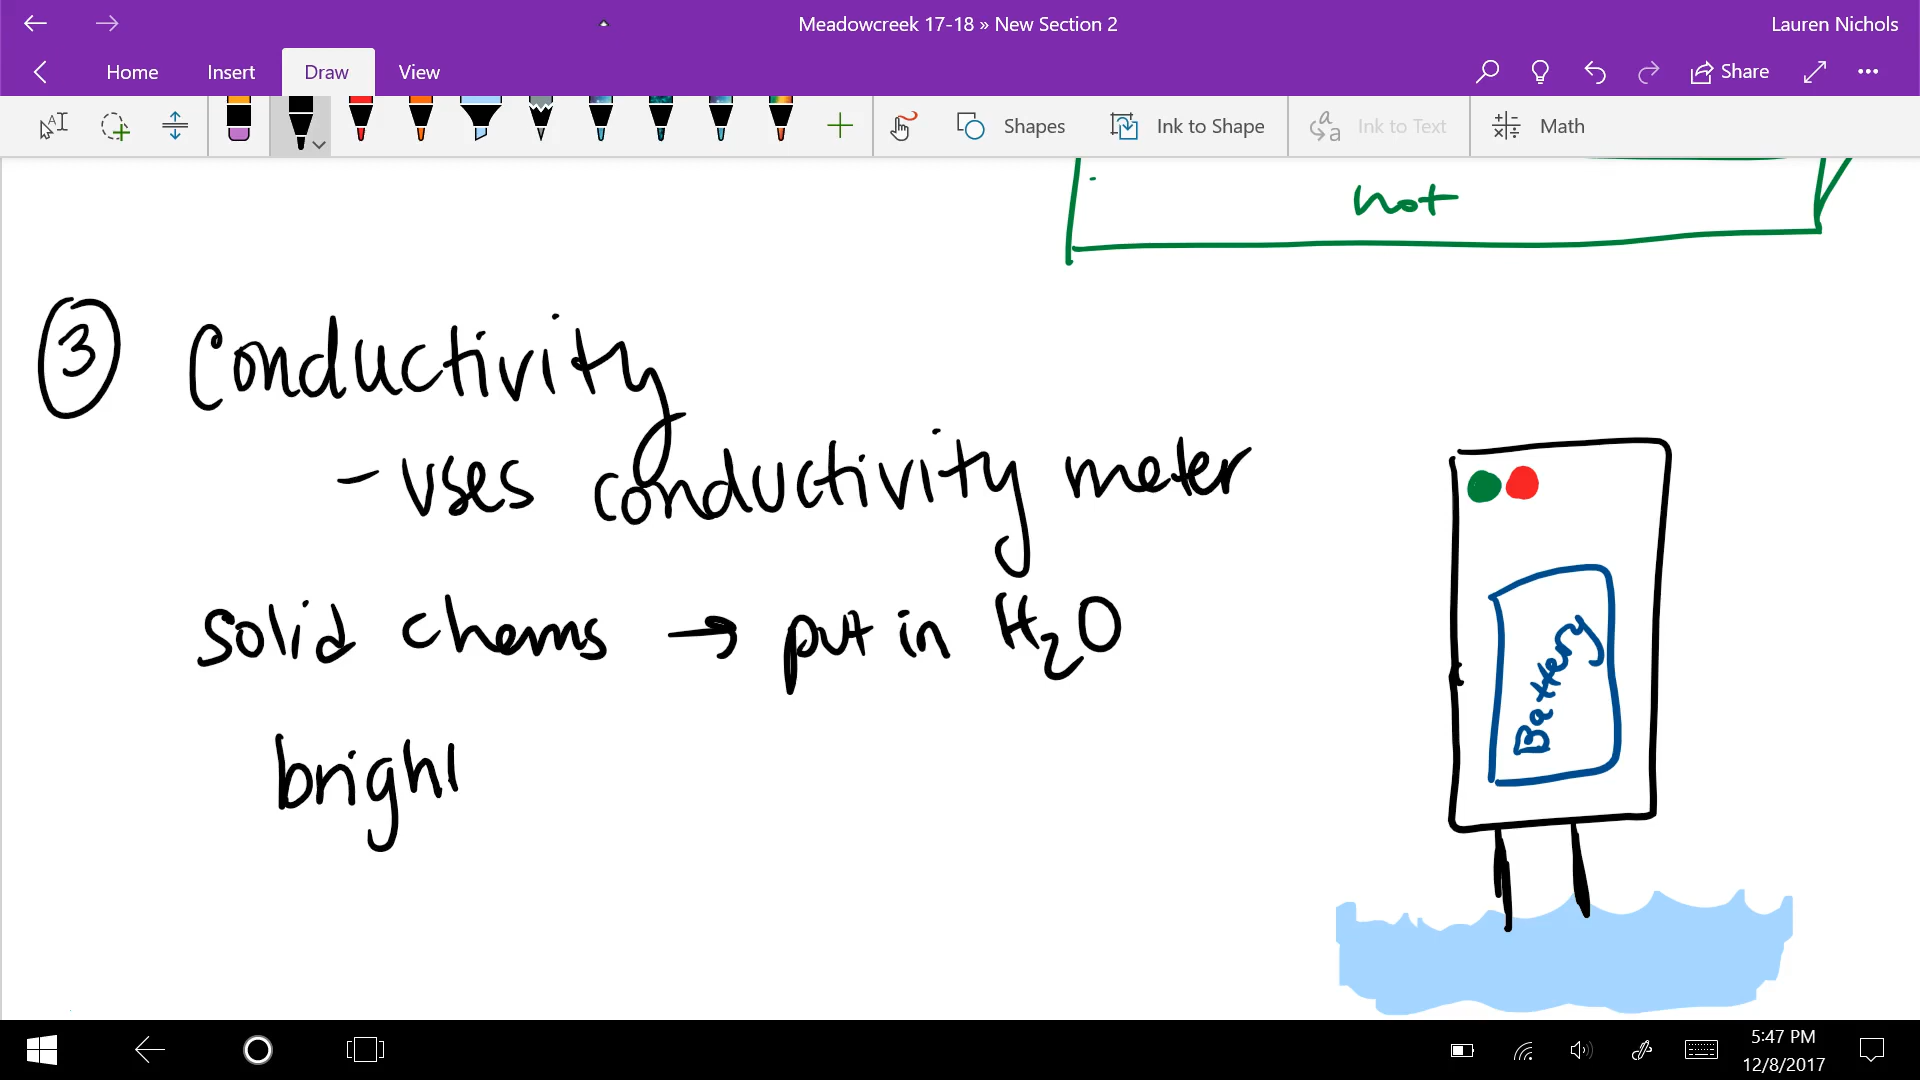 Meadowcreek 17-18 » New Section 2
Lauren Nichols
Home Insert Draw View
Share
Shapes Ink to Shape Ink to Text Math
not
3 Conductivity
- uses conductivity meter
solid chems → put in H₂O
Battery
brighl
5:47 PM
12/8/2017